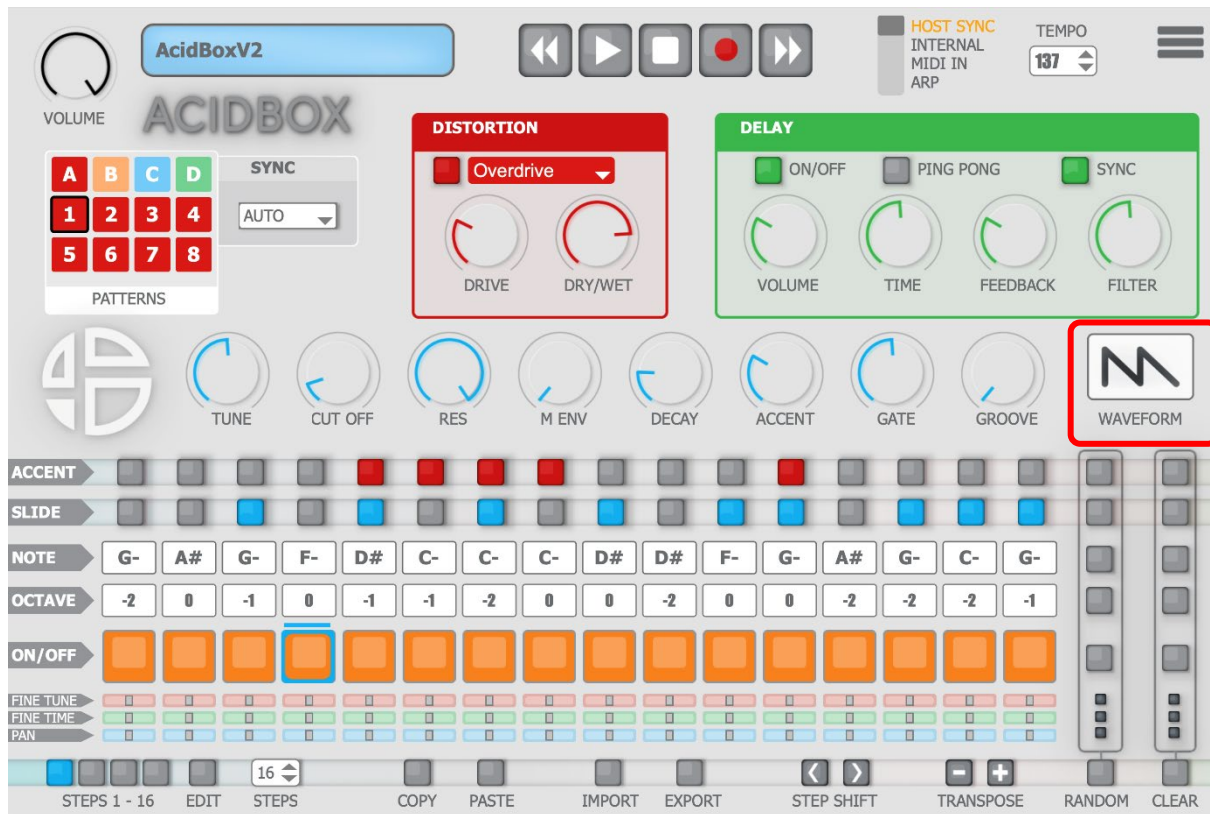 AcidBoxV2
HOST SYNC
INTERNAL
MIDI IN
ARP
TEMPO
137
VOLUME
ACIDBOX
A B C D
1 2 3 4
5 6 7 8
PATTERNS
SYNC
AUTO
DISTORTION
Overdrive
DRIVE DRY/WET
DELAY
ON/OFF PING PONG SYNC
VOLUME TIME FEEDBACK FILTER
TUNE CUT OFF RES M ENV DECAY ACCENT GATE GROOVE WAVEFORM
ACCENT
SLIDE
NOTE G- A# G- F- D# C- C- C- D# D# F- G- A# G- C- G-
OCTAVE -2 0 -1 0 -1 -1 -2 0 0 -2 0 0 -2 -2 -2 -1
ON/OFF
FINE TUNE
FINE TIME
PAN
16
STEPS 1 - 16 EDIT STEPS COPY PASTE IMPORT EXPORT STEP SHIFT TRANSPOSE RANDOM CLEAR